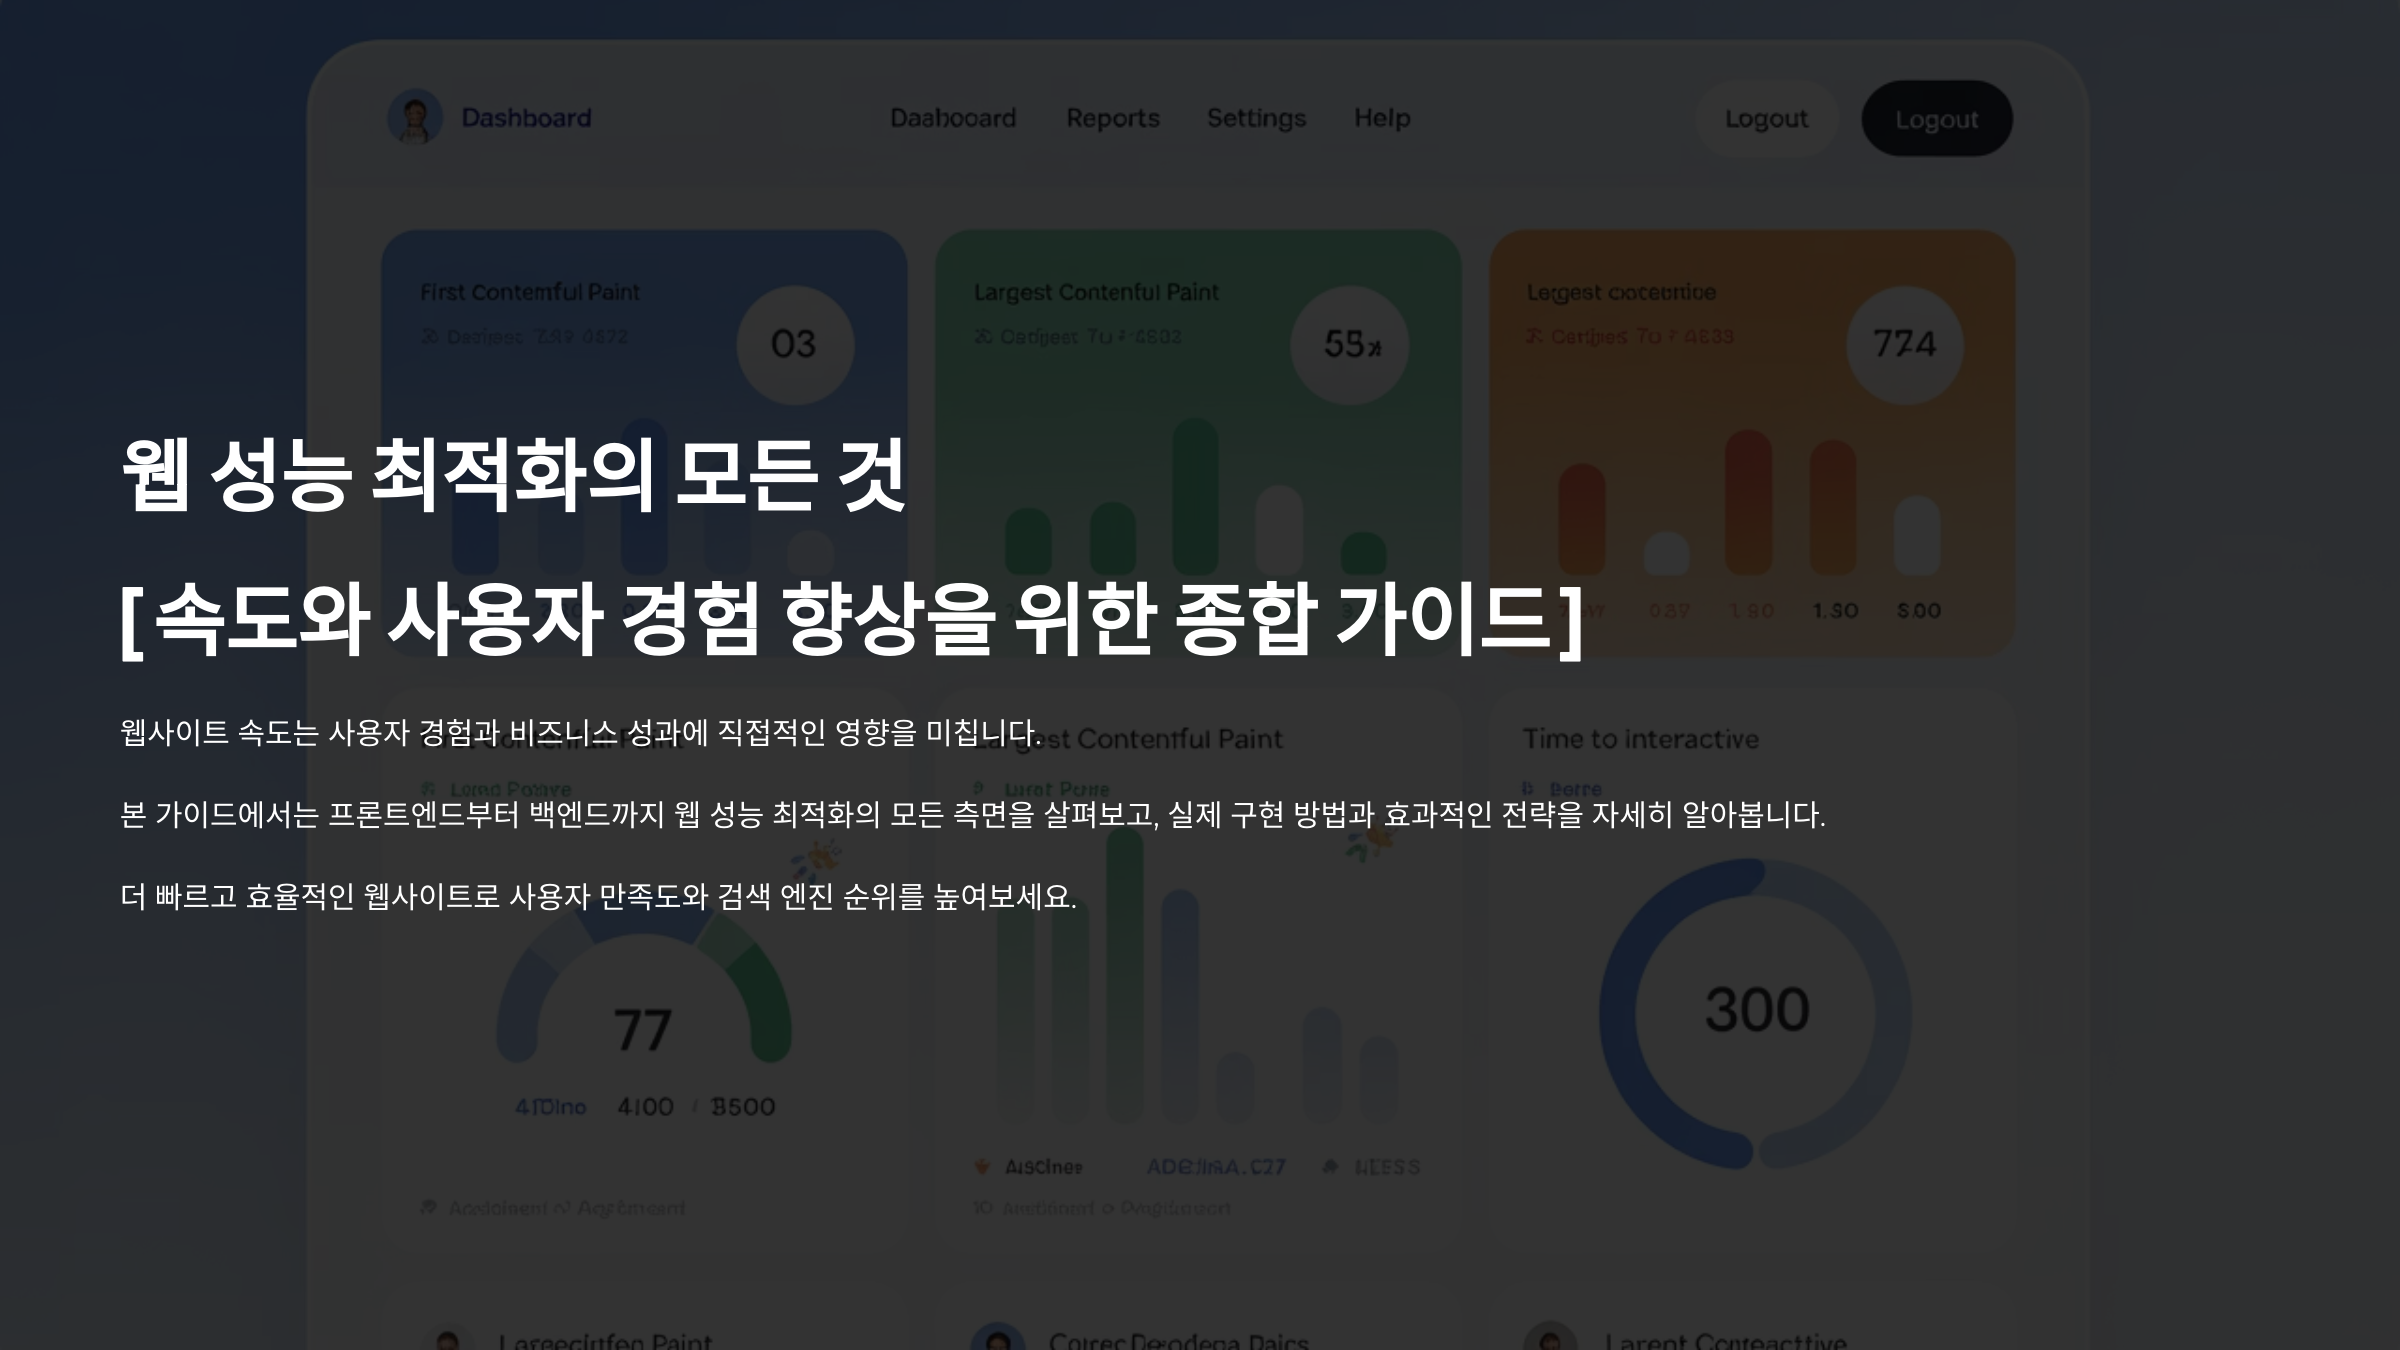 Dashboard
Daahooard Reports Settings Help
Logout Logout
First Contemful Paint
Largest Contenful Paint
03
55
774
웹 성능 최적화의 모든 것
[속도와 사용자 경험 향상을 위한 종합 가이드]
1.30 S.00
웹사이트 속도는 사용자 경험과 비즈니스 성과에 직접적인 영향을 미칩니다.
Largest Contentful Paint
Time to interactive
본 가이드에서는 프론트엔드부터 백엔드까지 웹 성능 최적화의 모든 측면을 살펴보고, 실제 구현 방법과 효과적인 전략을 자세히 알아봅니다.
더 빠르고 효율적인 웹사이트로 사용자 만족도와 검색 엔진 순위를 높여보세요.
77
300
4100 / 3500